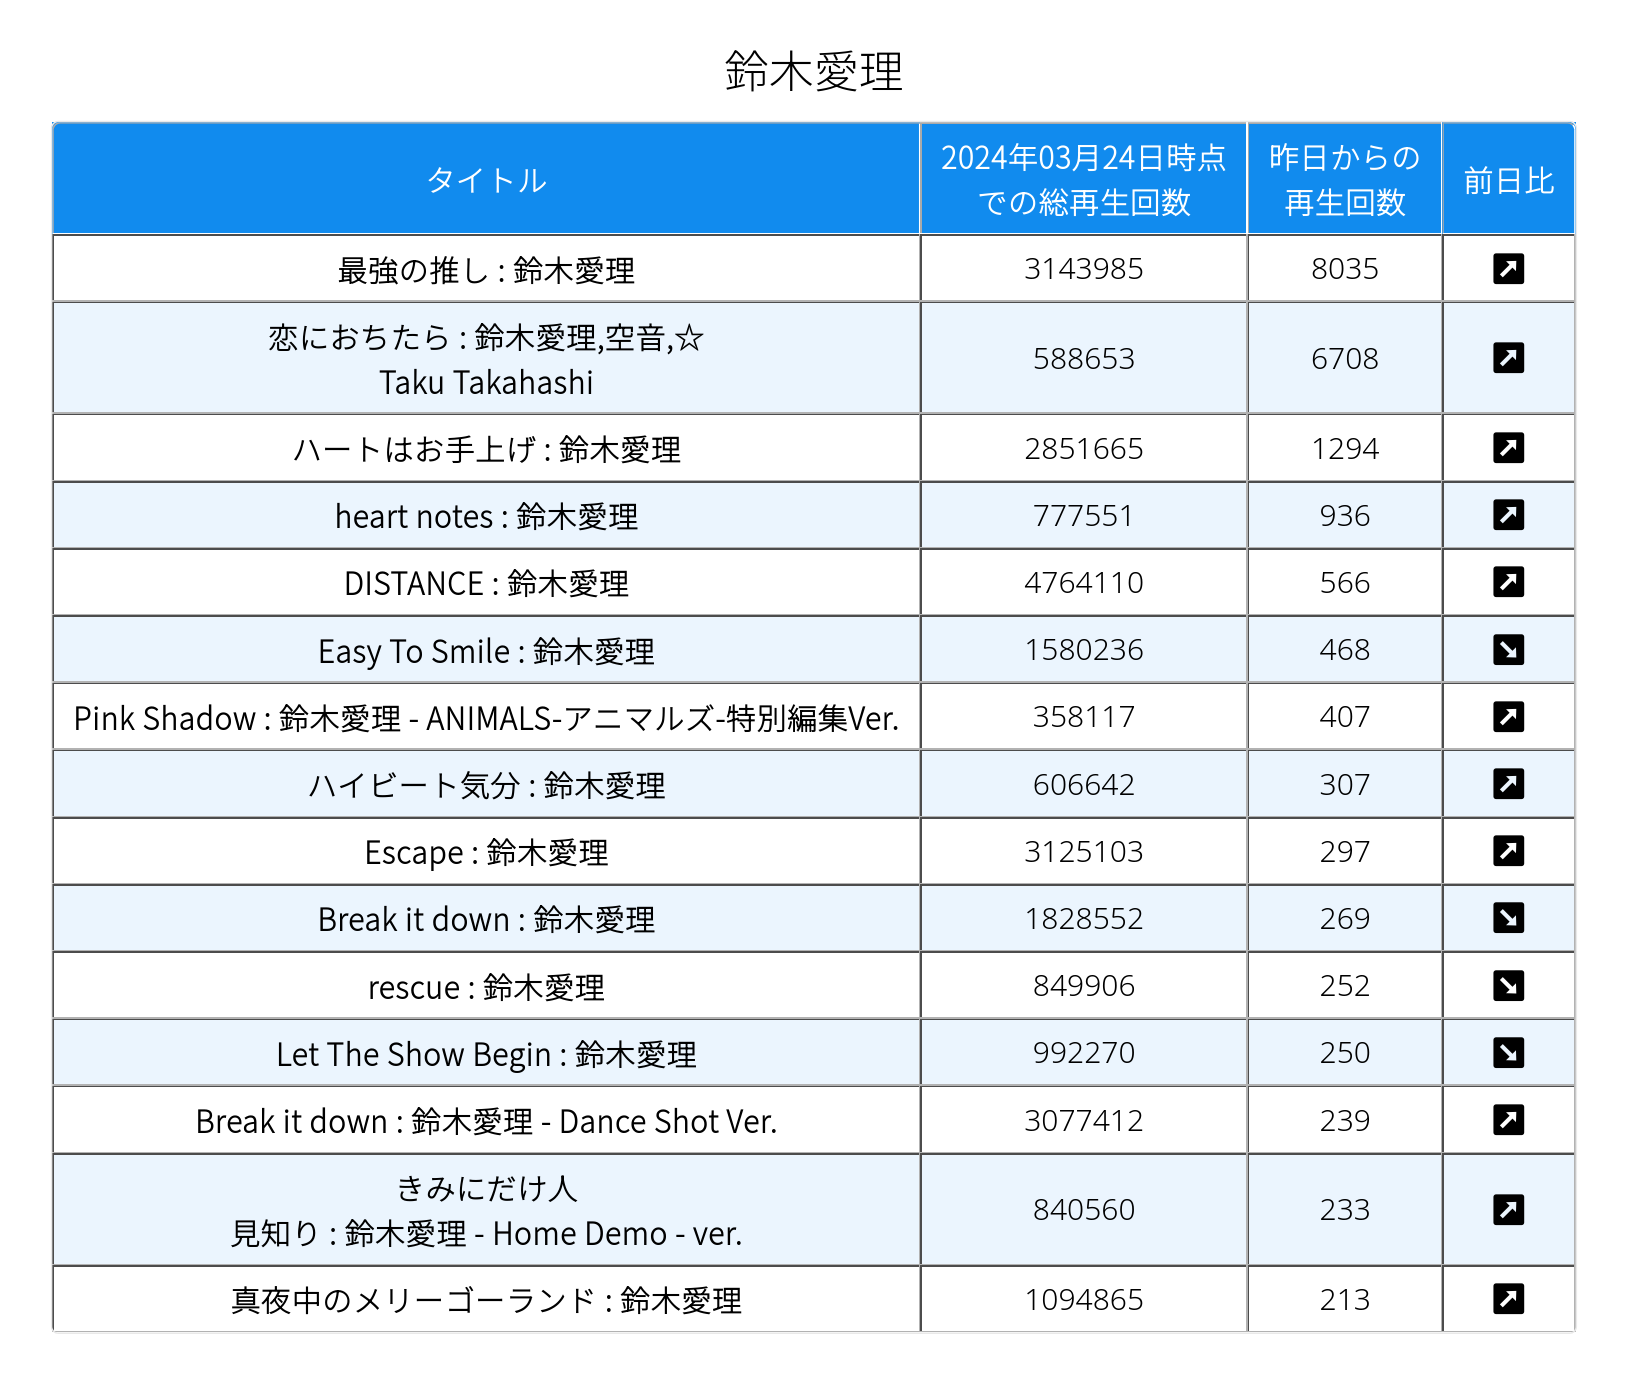 鈴木愛理
タイトル
2024年03月24日時点
での総再生回数
昨日からの
再生回数
前日比
最強の推し : 鈴木愛理 3143985 8035
恋におちたら : 鈴木愛理,空音,☆
Taku Takahashi 588653 6708
ハートはお手上げ : 鈴木愛理 2851665 1294
heart notes : 鈴木愛理 777551 936
DISTANCE : 鈴木愛理 4764110 566
Easy To Smile : 鈴木愛理 1580236 468
Pink Shadow : 鈴木愛理 - ANIMALS-アニマルズ-特別編集Ver. 358117 407
ハイビート気分 : 鈴木愛理 606642 307
Escape : 鈴木愛理 3125103 297
Break it down : 鈴木愛理 1828552 269
rescue : 鈴木愛理 849906 252
Let The Show Begin : 鈴木愛理 992270 250
Break it down : 鈴木愛理 - Dance Shot Ver. 3077412 239
きみにだけ人
見知り : 鈴木愛理 - Home Demo - ver. 840560 233
真夜中のメリーゴーランド : 鈴木愛理 1094865 213